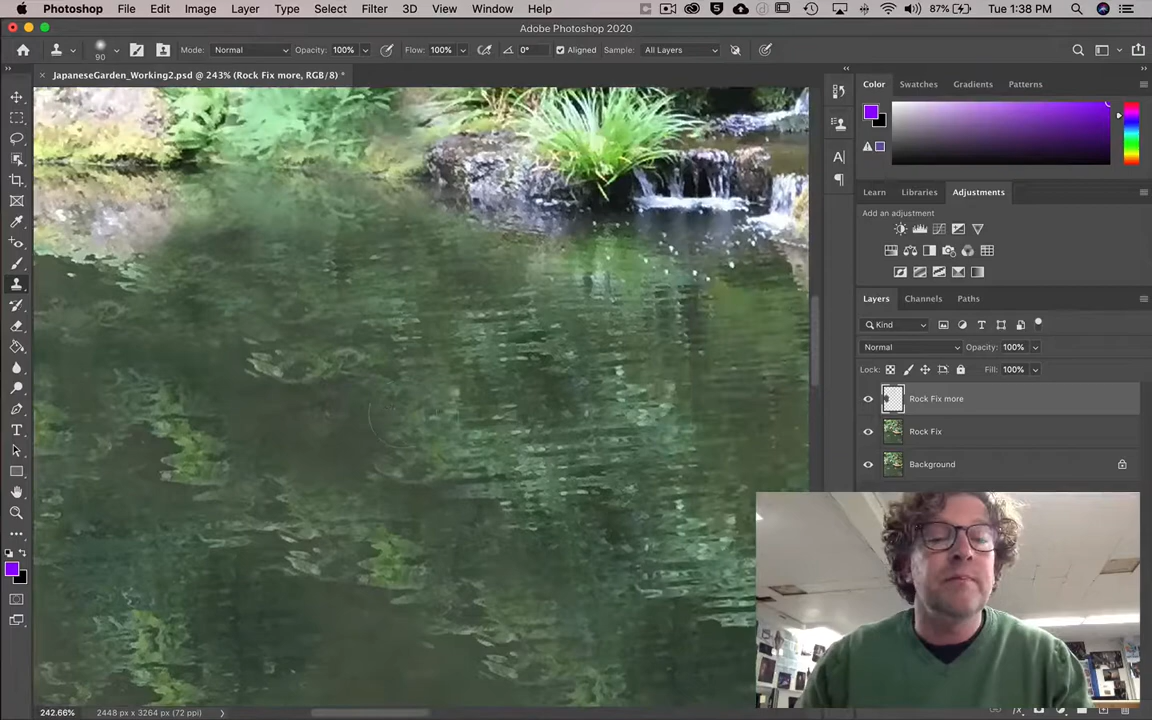 Photoshop File Edit Image Layer Type Select Filter 3D View Window Help 87% Tue 1:38 PM
Adobe Photoshop 2020
90 Mode: Normal Opacity: 100% Flow: 100% 0° Aligned Sample: All Layers
JapaneseGarden_Working2.psd @ 243% (Rock Fix more, RGB/8) *
Color Swatches Gradients Patterns
Learn Libraries Adjustments
Add an adjustment
Layers Channels Paths
Kind
Normal Opacity: 100%
Lock: Fill: 100%
Rock Fix more
Rock Fix
Background
242.66% 2448 px x 3264 px (72 ppi)